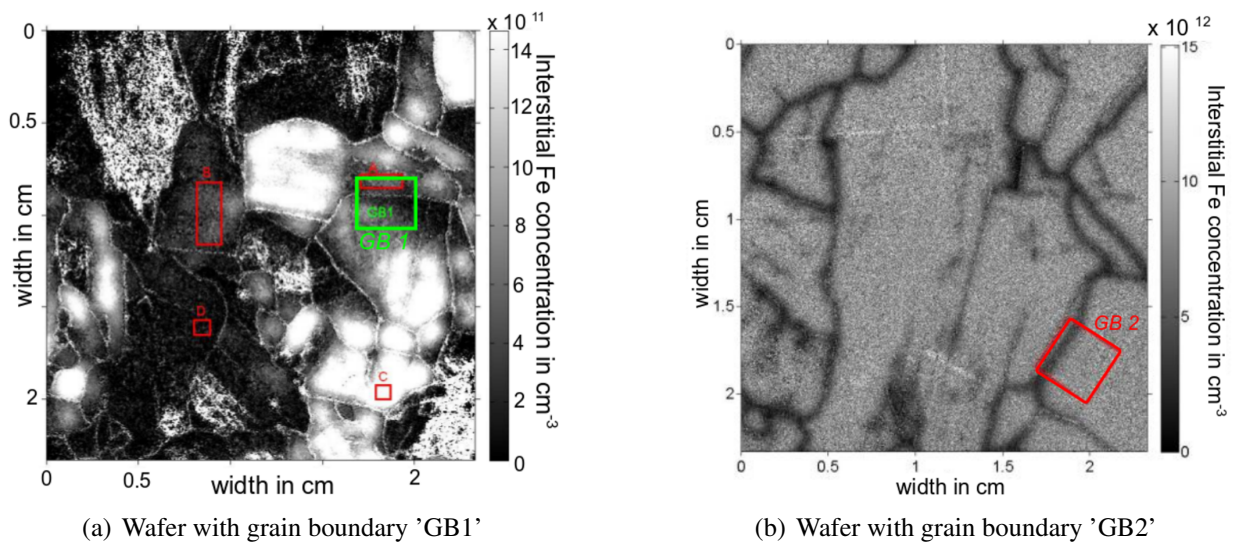 x 10 11
0
14
12
0.5
10
8
6
4
2
2
0
0
0.5
1.5
2
width in cm
width in cm
Interstitial Fe concentration in cm-3
A
B
GB1
GB 1
D
C
(a) Wafer with grain boundary 'GB1'
x 10 12
0
15
0.5
10
1
1.5
5
2
0
0
0.5
1
1.5
2
width in cm
width in cm
Interstitial Fe concentration in cm-3
GB 2
(b) Wafer with grain boundary 'GB2'